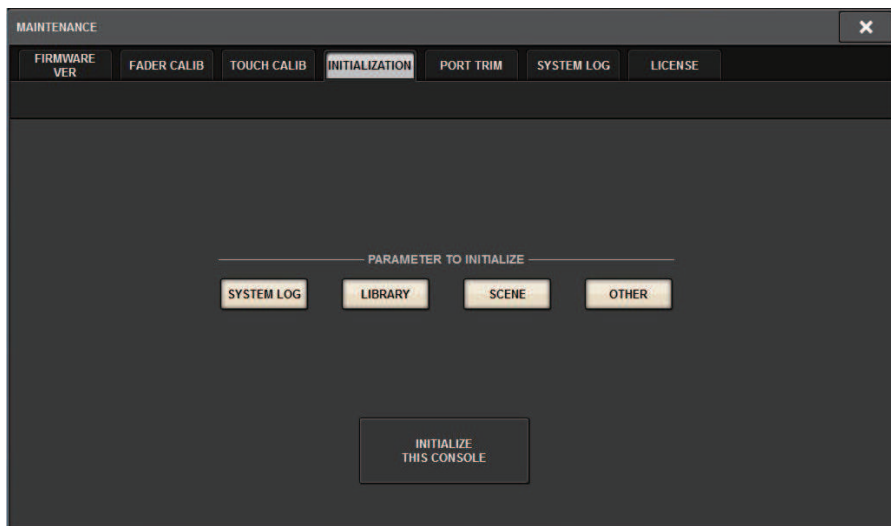 MAINTENANCE
FIRMWARE
VER
FADER CALIB
TOUCH CALIB
INITIALIZATION
PORT TRIM
SYSTEM LOG
LICENSE
PARAMETER TO INITIALIZE
SYSTEM LOG
LIBRARY
SCENE
OTHER
INITIALIZE
THIS CONSOLE